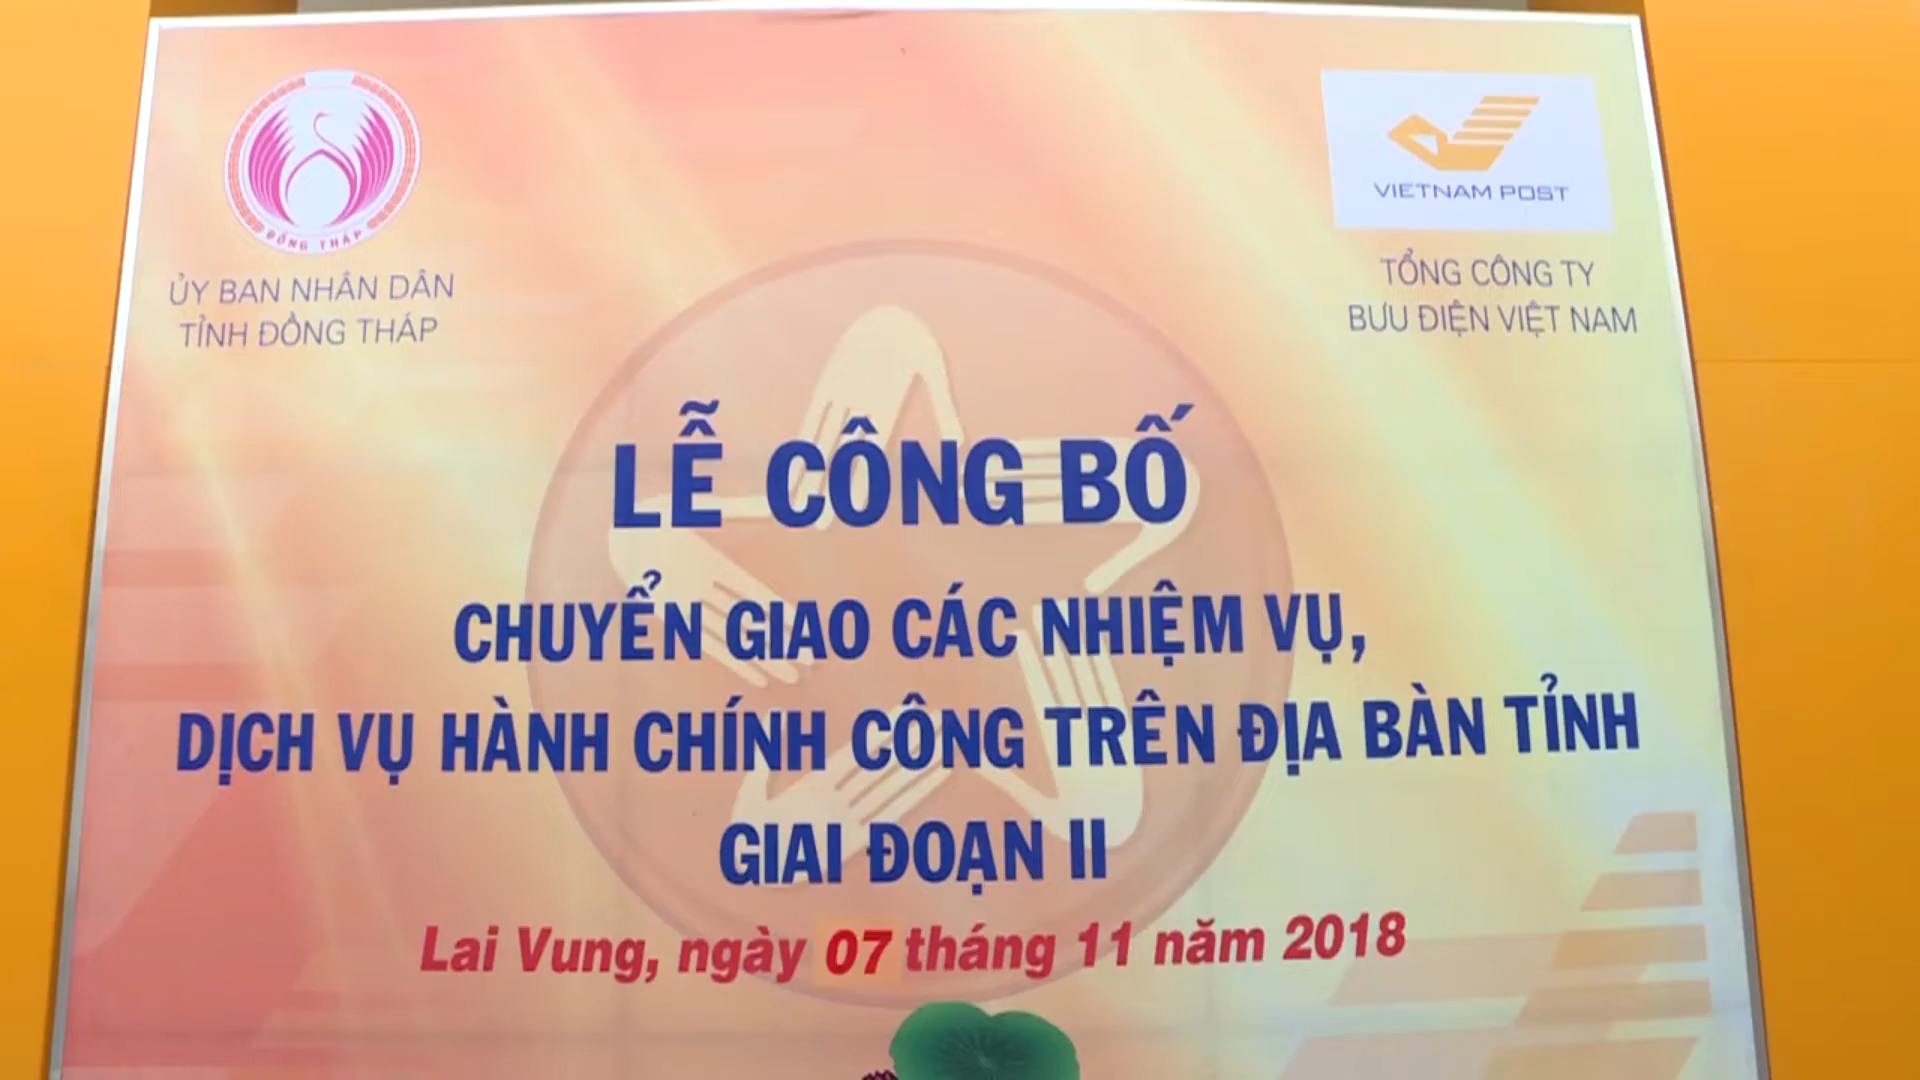 ĐỒNG THÁP
ỦY BAN NHÂN DÂN
TỈNH ĐỒNG THÁP
VIETNAM POST
TỔNG CÔNG TY
BƯU ĐIỆN VIỆT NAM
LỄ CÔNG BỐ
CHUYỂN GIAO CÁC NHIỆM VỤ,
DỊCH VỤ HÀNH CHÍNH CÔNG TRÊN ĐỊA BÀN TỈNH
GIAI ĐOẠN II
Lai Vung, ngày 07 tháng 11 năm 2018